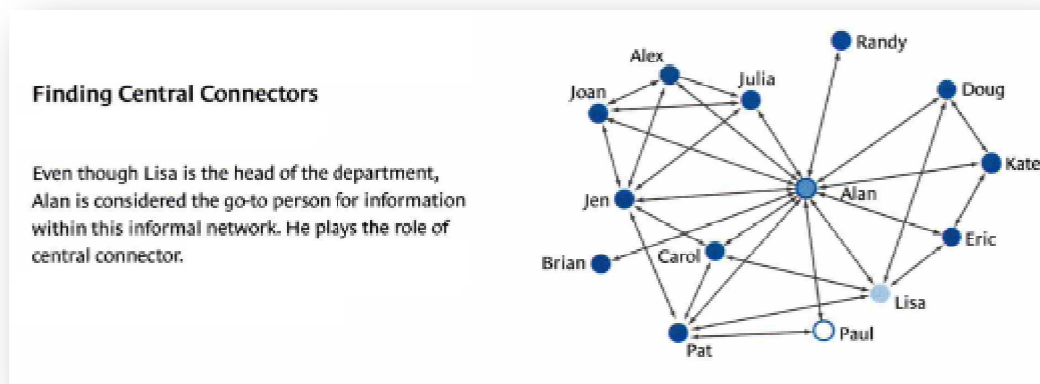 Finding Central Connectors
Even though Lisa is the head of the department,
Alan is considered the go-to person for information
within this informal network. He plays the role of
central connector.
Randy
Alex
Julia
Joan
Doug
Kate
Alan
Jen
Eric
Carol
Brian
Lisa
Paul
Pat